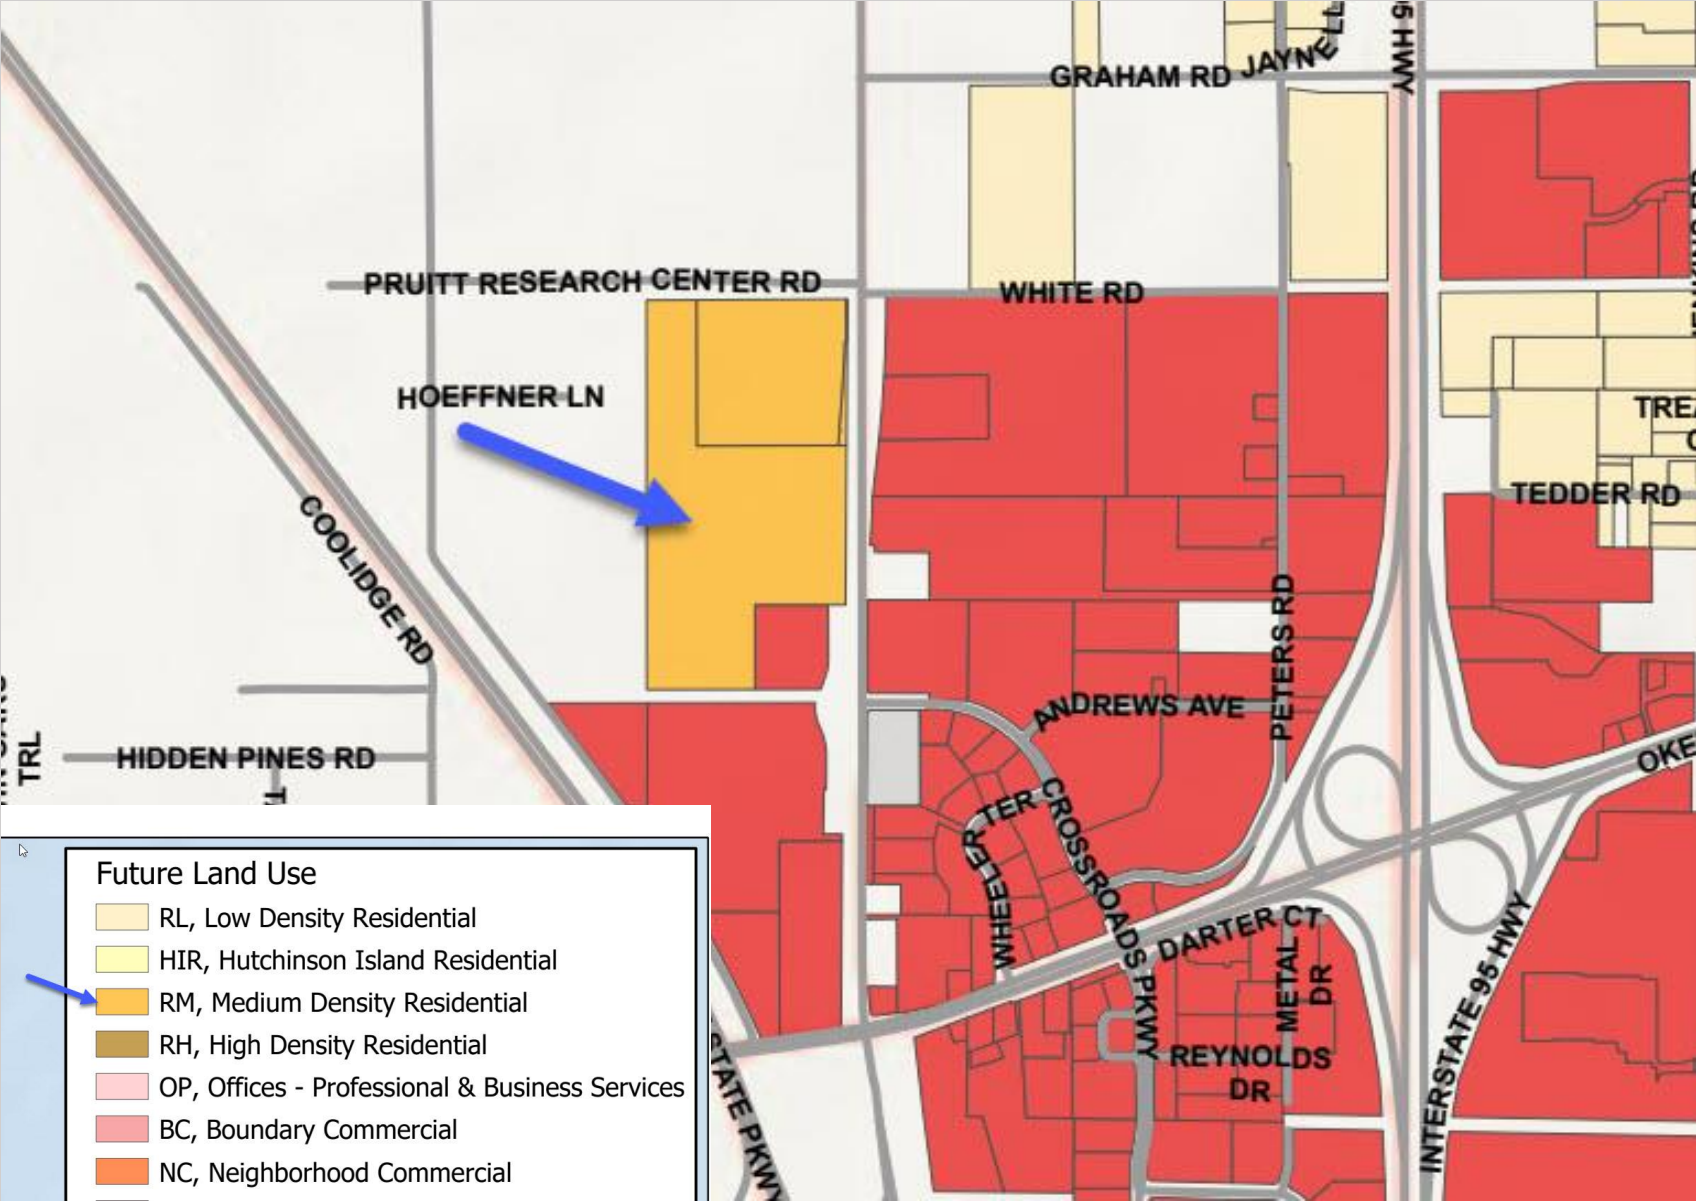 JAYNELL
GRAHAM RD
95 HWY
PRUITT RESEARCH CENTER RD
WHITE RD
HOEFFNER LN
TEDDER RD
COOLIDGE RD
PETERS RD
ANDREWS AVE
TRL
HIDDEN PINES RD
CROSSROADS PKWY
WHEELER
DARTER CT
METAL
DR
REYNOLDS
DR
INTERSTATE 95 HWY
STATE PKWY
Future Land Use
RL, Low Density Residential
HIR, Hutchinson Island Residential
RM, Medium Density Residential
RH, High Density Residential
OP, Offices - Professional & Business Services
BC, Boundary Commercial
NC, Neighborhood Commercial